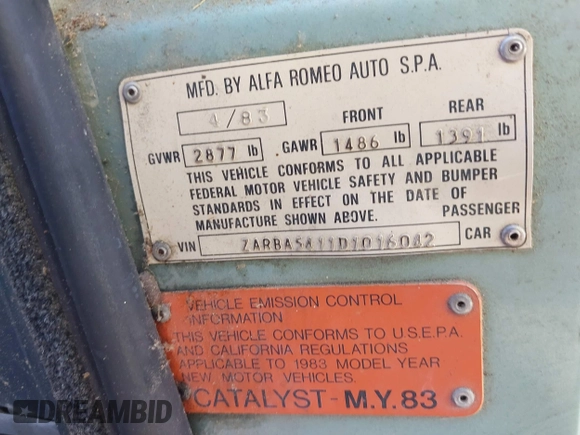 MFD. BY ALFA ROMEO AUTO S.P.A.
4/83 FRONT REAR
GVWR 2877 lb GAWR 1486 lb 1391 lb
THIS VEHICLE CONFORMS TO ALL APPLICABLE
FEDERAL MOTOR VEHICLE SAFETY AND BUMPER
STANDARDS IN EFFECT ON THE DATE OF
MANUFACTURE SHOWN ABOVE. PASSENGER
VIN CAR
VEHICLE EMISSION CONTROL
INFORMATION
THIS VEHICLE CONFORMS TO U.S.E.P.A.
AND CALIFORNIA REGULATIONS
APPLICABLE TO 1983 MODEL YEAR
NEW MOTOR VEHICLES.
CATALYST - M.Y. 83
DREAMBID